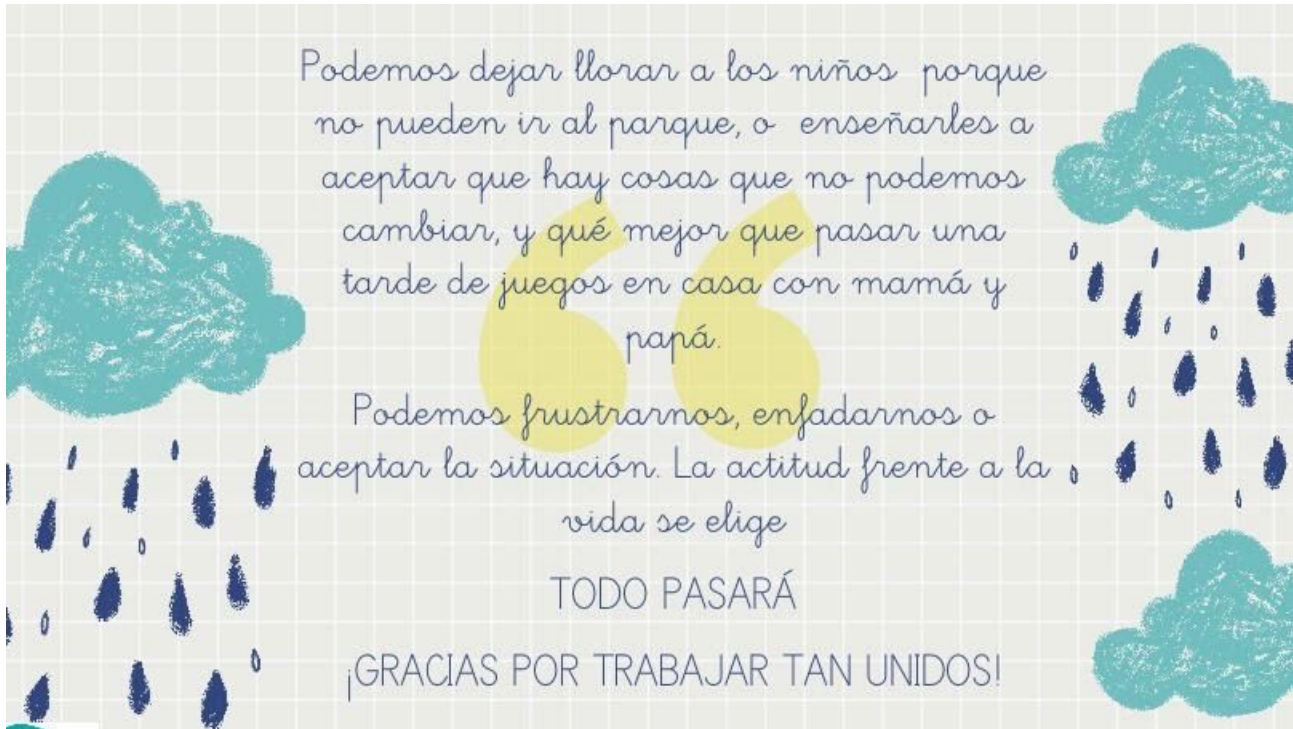 Podemos dejar llorar a los niños porque
no pueden ir al parque, o enseñarles a
aceptar que hay cosas que no podemos
cambiar, y qué mejor que pasar una
tarde de juegos en casa con mamá y
papá.
Podemos frustrarnos, enfadarnos o
aceptar la situación. La actitud frente a la
vida se elige
TODO PASARÁ
¡GRACIAS POR TRABAJAR TAN UNIDOS!